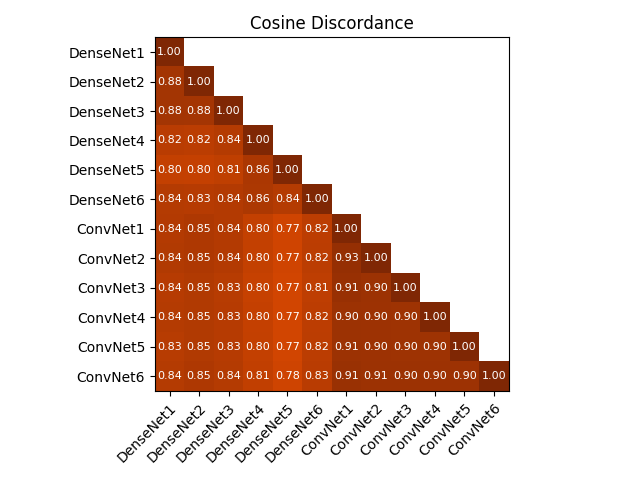 Cosine Discordance
DenseNet1 1.00
DenseNet2 0.88 1.00
DenseNet3 0.88 0.88 1.00
DenseNet4 0.82 0.82 0.84 1.00
DenseNet5 0.80 0.80 0.81 0.86 1.00
DenseNet6 0.84 0.83 0.84 0.86 0.84 1.00
ConvNet1 0.84 0.85 0.84 0.80 0.77 0.82 1.00
ConvNet2 0.84 0.85 0.84 0.80 0.77 0.82 0.93 1.00
ConvNet3 0.84 0.85 0.83 0.80 0.77 0.81 0.91 0.90 1.00
ConvNet4 0.84 0.85 0.83 0.80 0.77 0.82 0.90 0.90 0.90 1.00
ConvNet5 0.83 0.85 0.83 0.80 0.77 0.82 0.91 0.90 0.90 0.90 1.00
ConvNet6 0.84 0.85 0.84 0.81 0.78 0.83 0.91 0.91 0.90 0.90 0.90 1.00
DenseNet1 DenseNet2 DenseNet3 DenseNet4 DenseNet5 DenseNet6 ConvNet1 ConvNet2 ConvNet3 ConvNet4 ConvNet5 ConvNet6